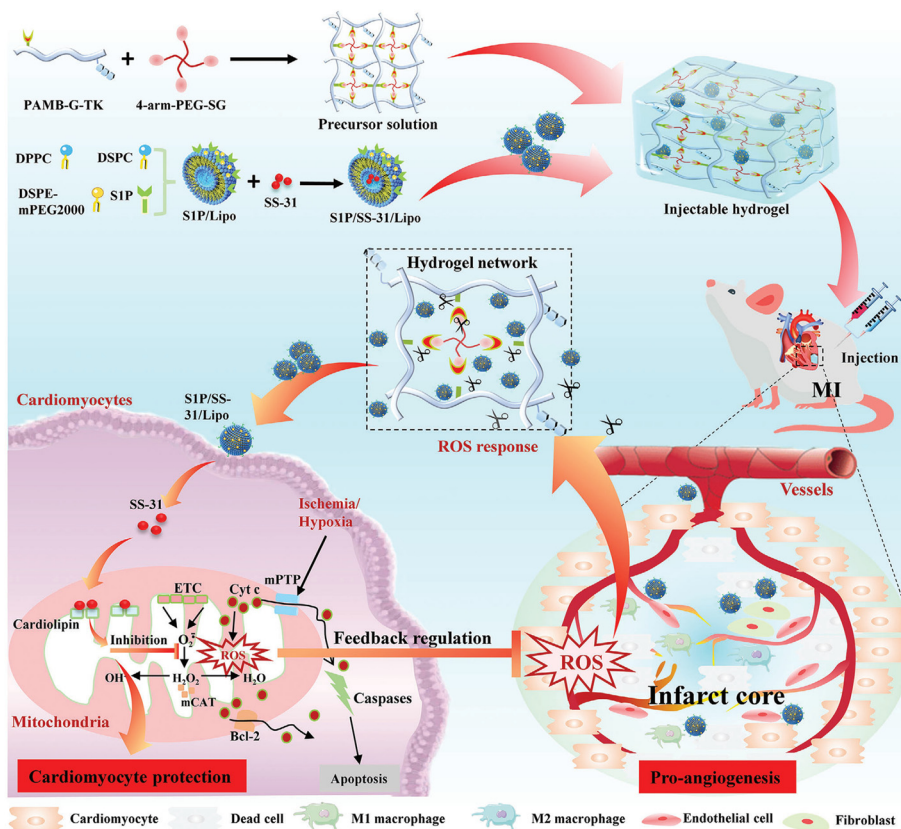 PAMB-G-TK
+
4-arm-PEG-SG
Precursor solution
DPPC
DSPC
DSPE-
mPEG2000
S1P
S1P/Lipo
+
SS-31
S1P/SS-31/Lipo
Injectable hydrogel
Hydrogel network
ROS response
Injection
MI
S1P/SS-
31/Lipo
Cardiomyocytes
SS-31
Ischemia/
Hypoxia
Vessels
ETC
Cyt c
mPTP
Cardiolipin
Inhibition
O₂⁻
ROS
Feedback regulation
ROS
OH
H₂O₂
H₂O
mCAT
Caspases
Infarct core
Mitochondria
Bcl-2
Cardiomyocyte protection
Apoptosis
Pro-angiogenesis
Cardiomyocyte
Dead cell
M1 macrophage
M2 macrophage
Endothelial cell
Fibroblast